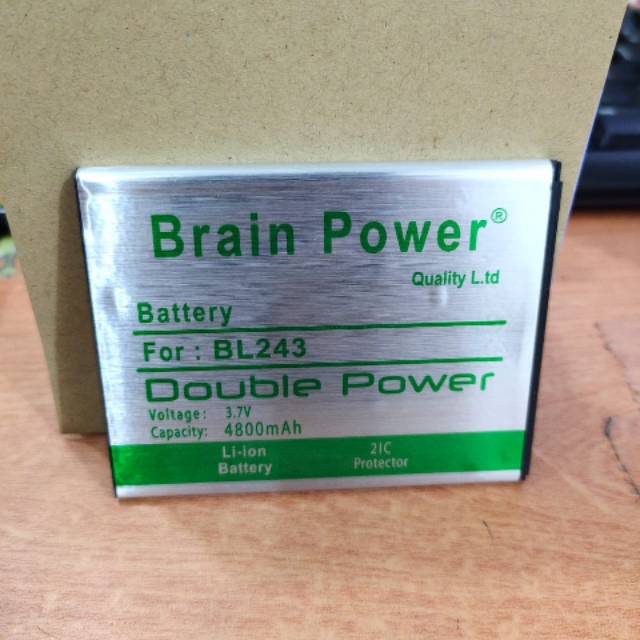 Brain Power®
Quality L.td
Battery
For : BL243
Double Power
Voltage: 3.7V
Capacity: 4800mAh
Li-ion Battery
2IC Protector